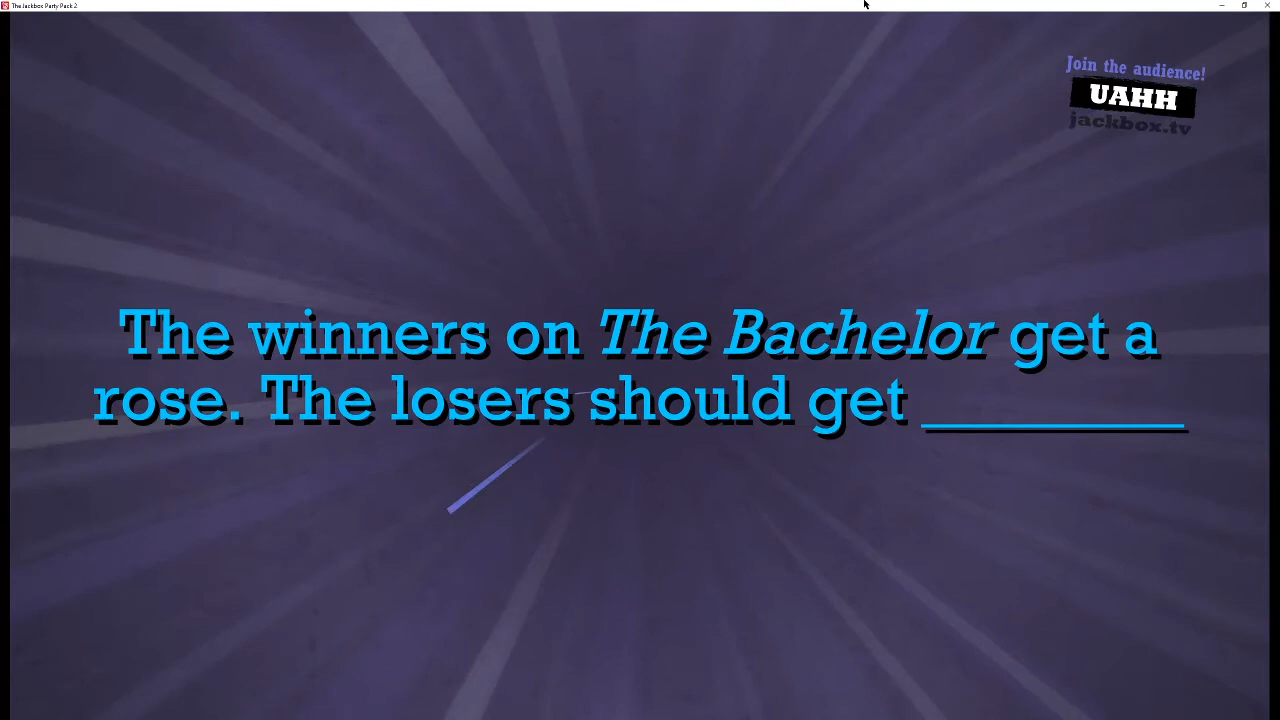 The Jackbox Party Pack 2
Join the audience!
UAHH
jackbox.tv
The winners on The Bachelor get a
rose. The losers should get ________